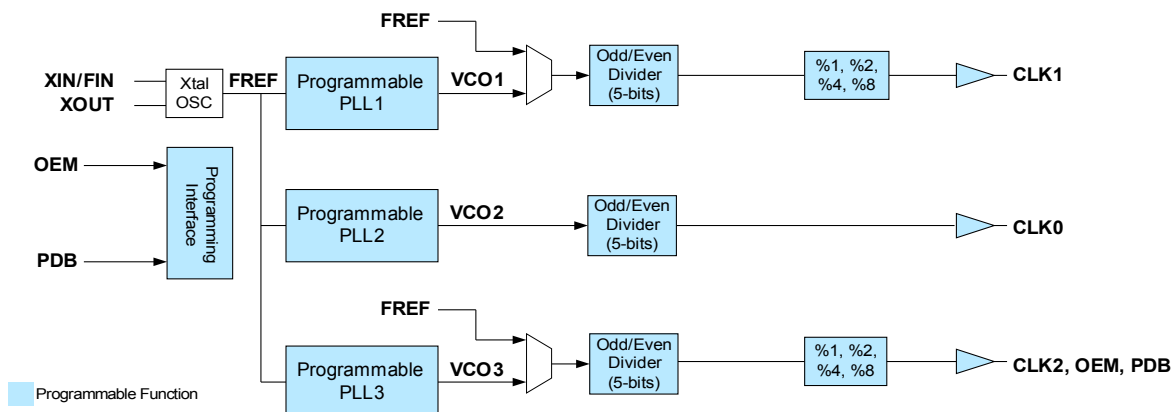 FREF
XIN/FIN
XOUT
Xtal
OSC
FREF
Programmable
PLL1
VCO1
Odd/Even
Divider
(5-bits)
%1, %2,
%4, %8
CLK1
OEM
PDB
Programming
Interface
Programmable
PLL2
VCO2
Odd/Even
Divider
(5-bits)
CLK0
FREF
Programmable
PLL3
VCO3
Odd/Even
Divider
(5-bits)
%1, %2,
%4, %8
CLK2, OEM, PDB
Programmable Function